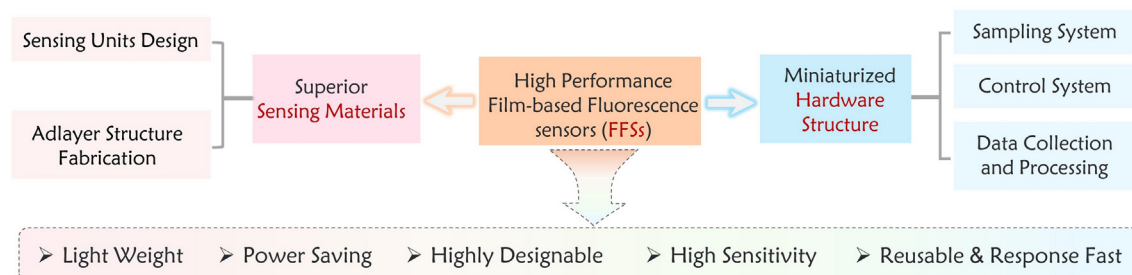 Sensing Units Design
Adlayer Structure
Fabrication
Superior
Sensing Materials
High Performance
Film-based Fluorescence
sensors (FFSs)
Miniaturized
Hardware
Structure
Sampling System
Control System
Data Collection
and Processing
➢ Light Weight ➢ Power Saving ➢ Highly Designable ➢ High Sensitivity ➢ Reusable & Response Fast